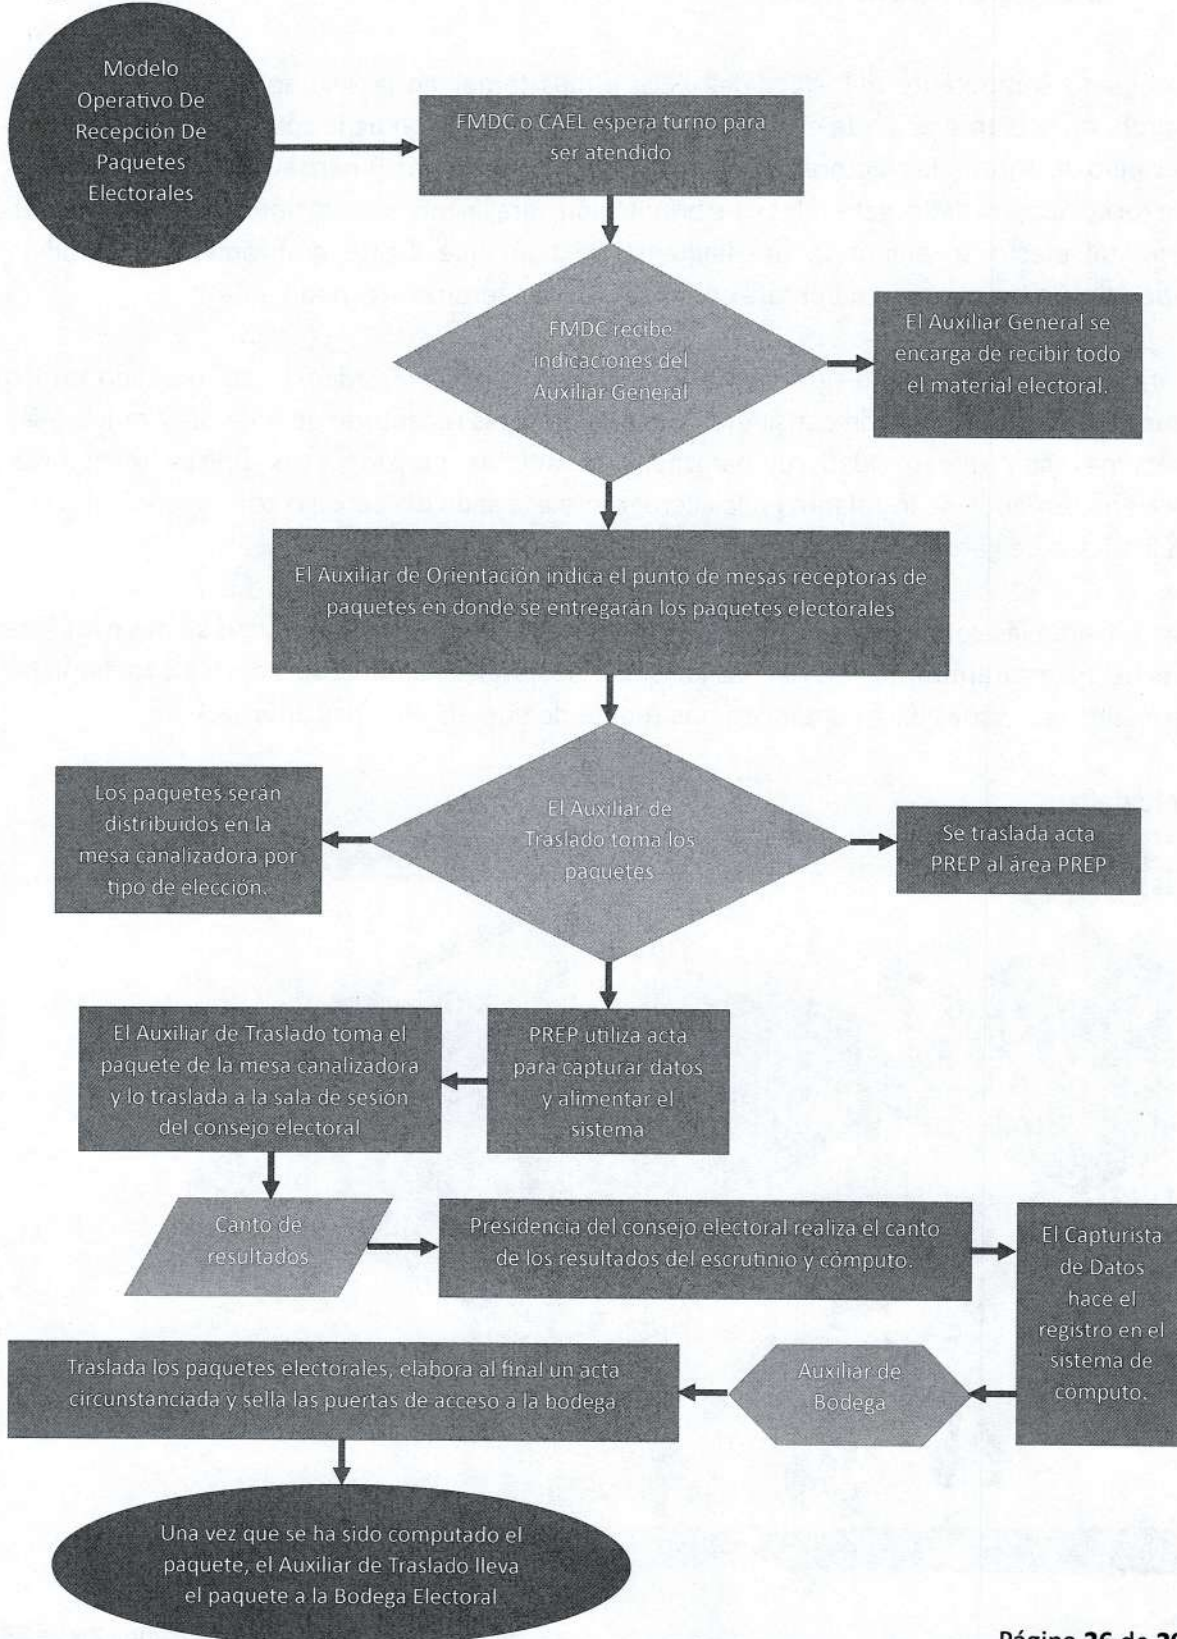 Modelo
Operativo De
Recepción De
Paquetes
Electorales
FMDC o CAEL espera turno para
ser atendido
FMDC recibe
indicaciones del
Auxiliar General
El Auxiliar General se
encarga de recibir todo
el material electoral.
El Auxiliar de Orientación indica el punto de mesas receptoras de
paquetes en donde se entregarán los paquetes electorales
Los paquetes serán
distribuidos en la
mesa canalizadora por
tipo de elección.
El Auxiliar de
Traslado toma los
paquetes
Se traslada acta
PREP al área PREP
El Auxiliar de Traslado toma el
paquete de la mesa canalizadora
y lo traslada a la sala de sesión
del consejo electoral
PREP utiliza acta
para capturar datos
y alimentar el
sistema
Canto de
resultados
Presidencia del consejo electoral realiza el canto
de los resultados del escrutinio y cómputo.
El Capturista
de Datos
hace el
registro en el
sistema de
computo.
Auxiliar de
Bodega
Traslada los paquetes electorales, elabora al final un acta
circunstanciada y sella las puertas de acceso a la bodega
Una vez que se ha sido computado el
paquete, el Auxiliar de Traslado lleva
el paquete a la Bodega Electoral